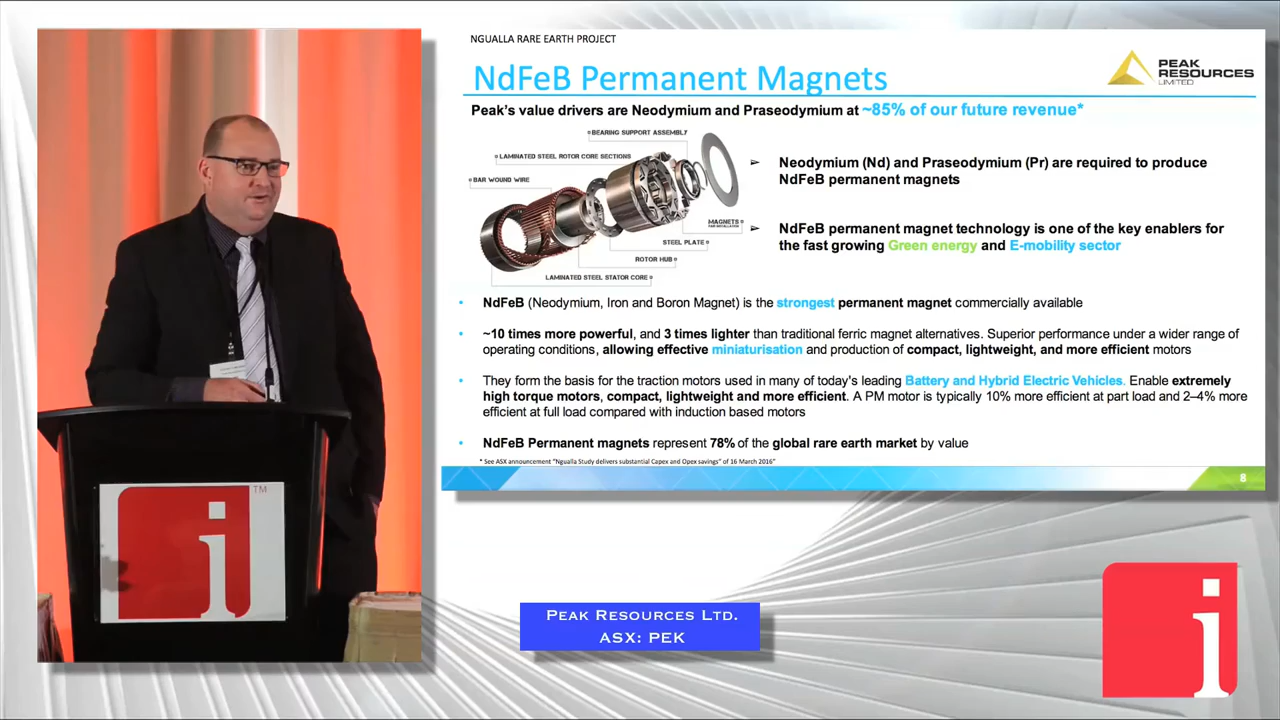 NGUALLA RARE EARTH PROJECT
NdFeB Permanent Magnets
PEAK
RESOURCES
LIMITED
Peak's value drivers are Neodymium and Praseodymium at ~85% of our future revenue*
BEARING SUPPORT ASSEMBLY
LAMINATED STEEL ROTOR CORE SECTIONS
BAR WOUND WIRE
MAGNETS
STEEL PLATE
ROTOR HUB
LAMINATED STEEL STATOR CORE
➢ Neodymium (Nd) and Praseodymium (Pr) are required to produce
NdFeB permanent magnets
➢ NdFeB permanent magnet technology is one of the key enablers for
the fast growing Green energy and E-mobility sector
• NdFeB (Neodymium, Iron and Boron Magnet) is the strongest permanent magnet commercially available
• ~10 times more powerful, and 3 times lighter than traditional ferric magnet alternatives. Superior performance under a wider range of
operating conditions, allowing effective miniaturisation and production of compact, lightweight, and more efficient motors
• They form the basis for the traction motors used in many of today's leading Battery and Hybrid Electric Vehicles. Enable extremely
high torque motors, compact, lightweight and more efficient. A PM motor is typically 10% more efficient at part load and 2–4% more
efficient at full load compared with induction based motors
• NdFeB Permanent magnets represent 78% of the global rare earth market by value
* See ASX announcement "Ngualla Study delivers substantial Capex and Opex savings" of 16 March 2016"
8
i
TM
Peak Resources Ltd.
ASX: PEK
i